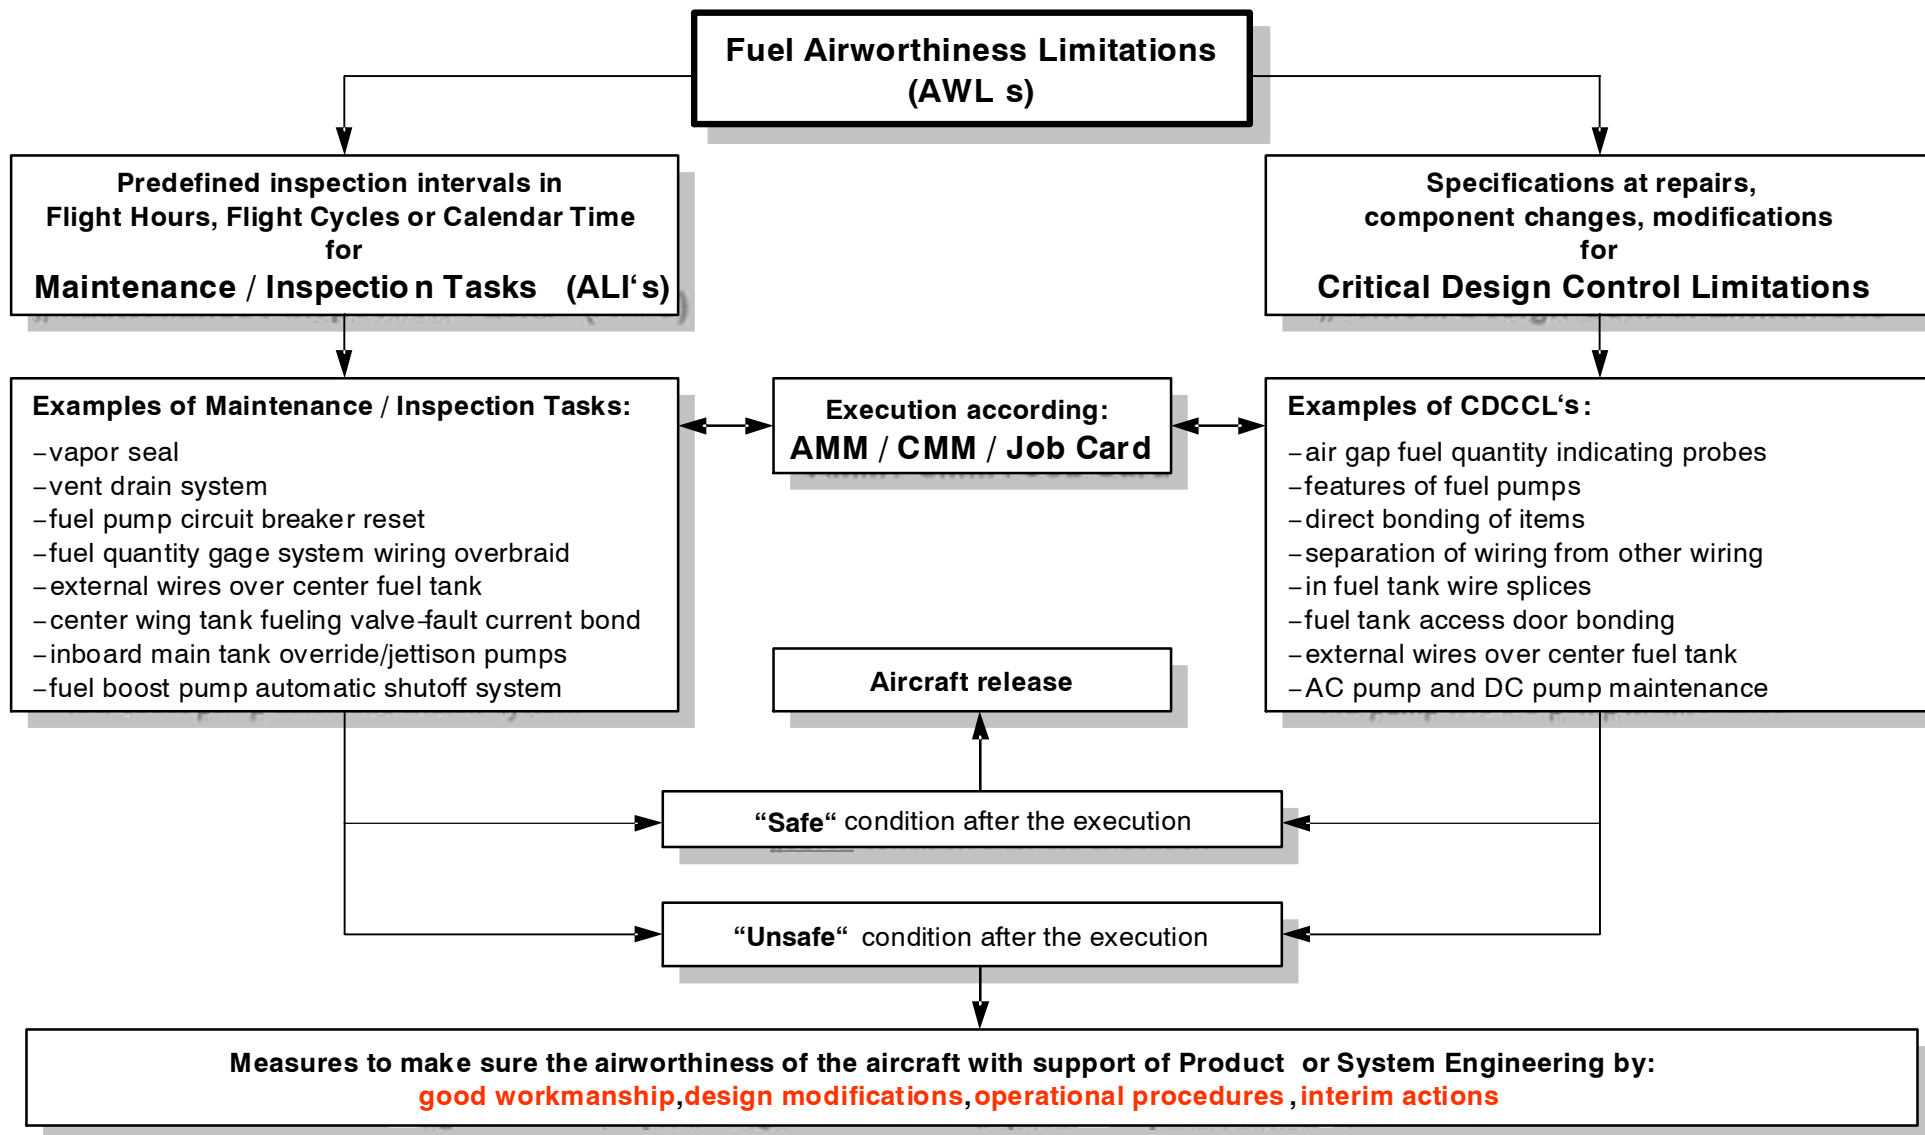 Fuel Airworthiness Limitations
(AWL s)
Predefined inspection intervals in
Flight Hours, Flight Cycles or Calendar Time
for
Maintenance / Inspection Tasks (ALI‘s)
Specifications at repairs,
component changes, modifications
for
Critical Design Control Limitations
Examples of Maintenance / Inspection Tasks:
–vapor seal
–vent drain system
–fuel pump circuit breaker reset
–fuel quantity gage system wiring overbraid
–external wires over center fuel tank
–center wing tank fueling valve–fault current bond
–inboard main tank override/jettison pumps
–fuel boost pump automatic shutoff system
Execution according:
AMM / CMM / Job Card
Examples of CDCCL‘s:
–air gap fuel quantity indicating probes
–features of fuel pumps
–direct bonding of items
–separation of wiring from other wiring
–in fuel tank wire splices
–fuel tank access door bonding
–external wires over center fuel tank
–AC pump and DC pump maintenance
Aircraft release
“Safe“ condition after the execution
“Unsafe“ condition after the execution
Measures to make sure the airworthiness of the aircraft with support of Product or System Engineering by:
good workmanship,design modifications,operational procedures ,interim actions